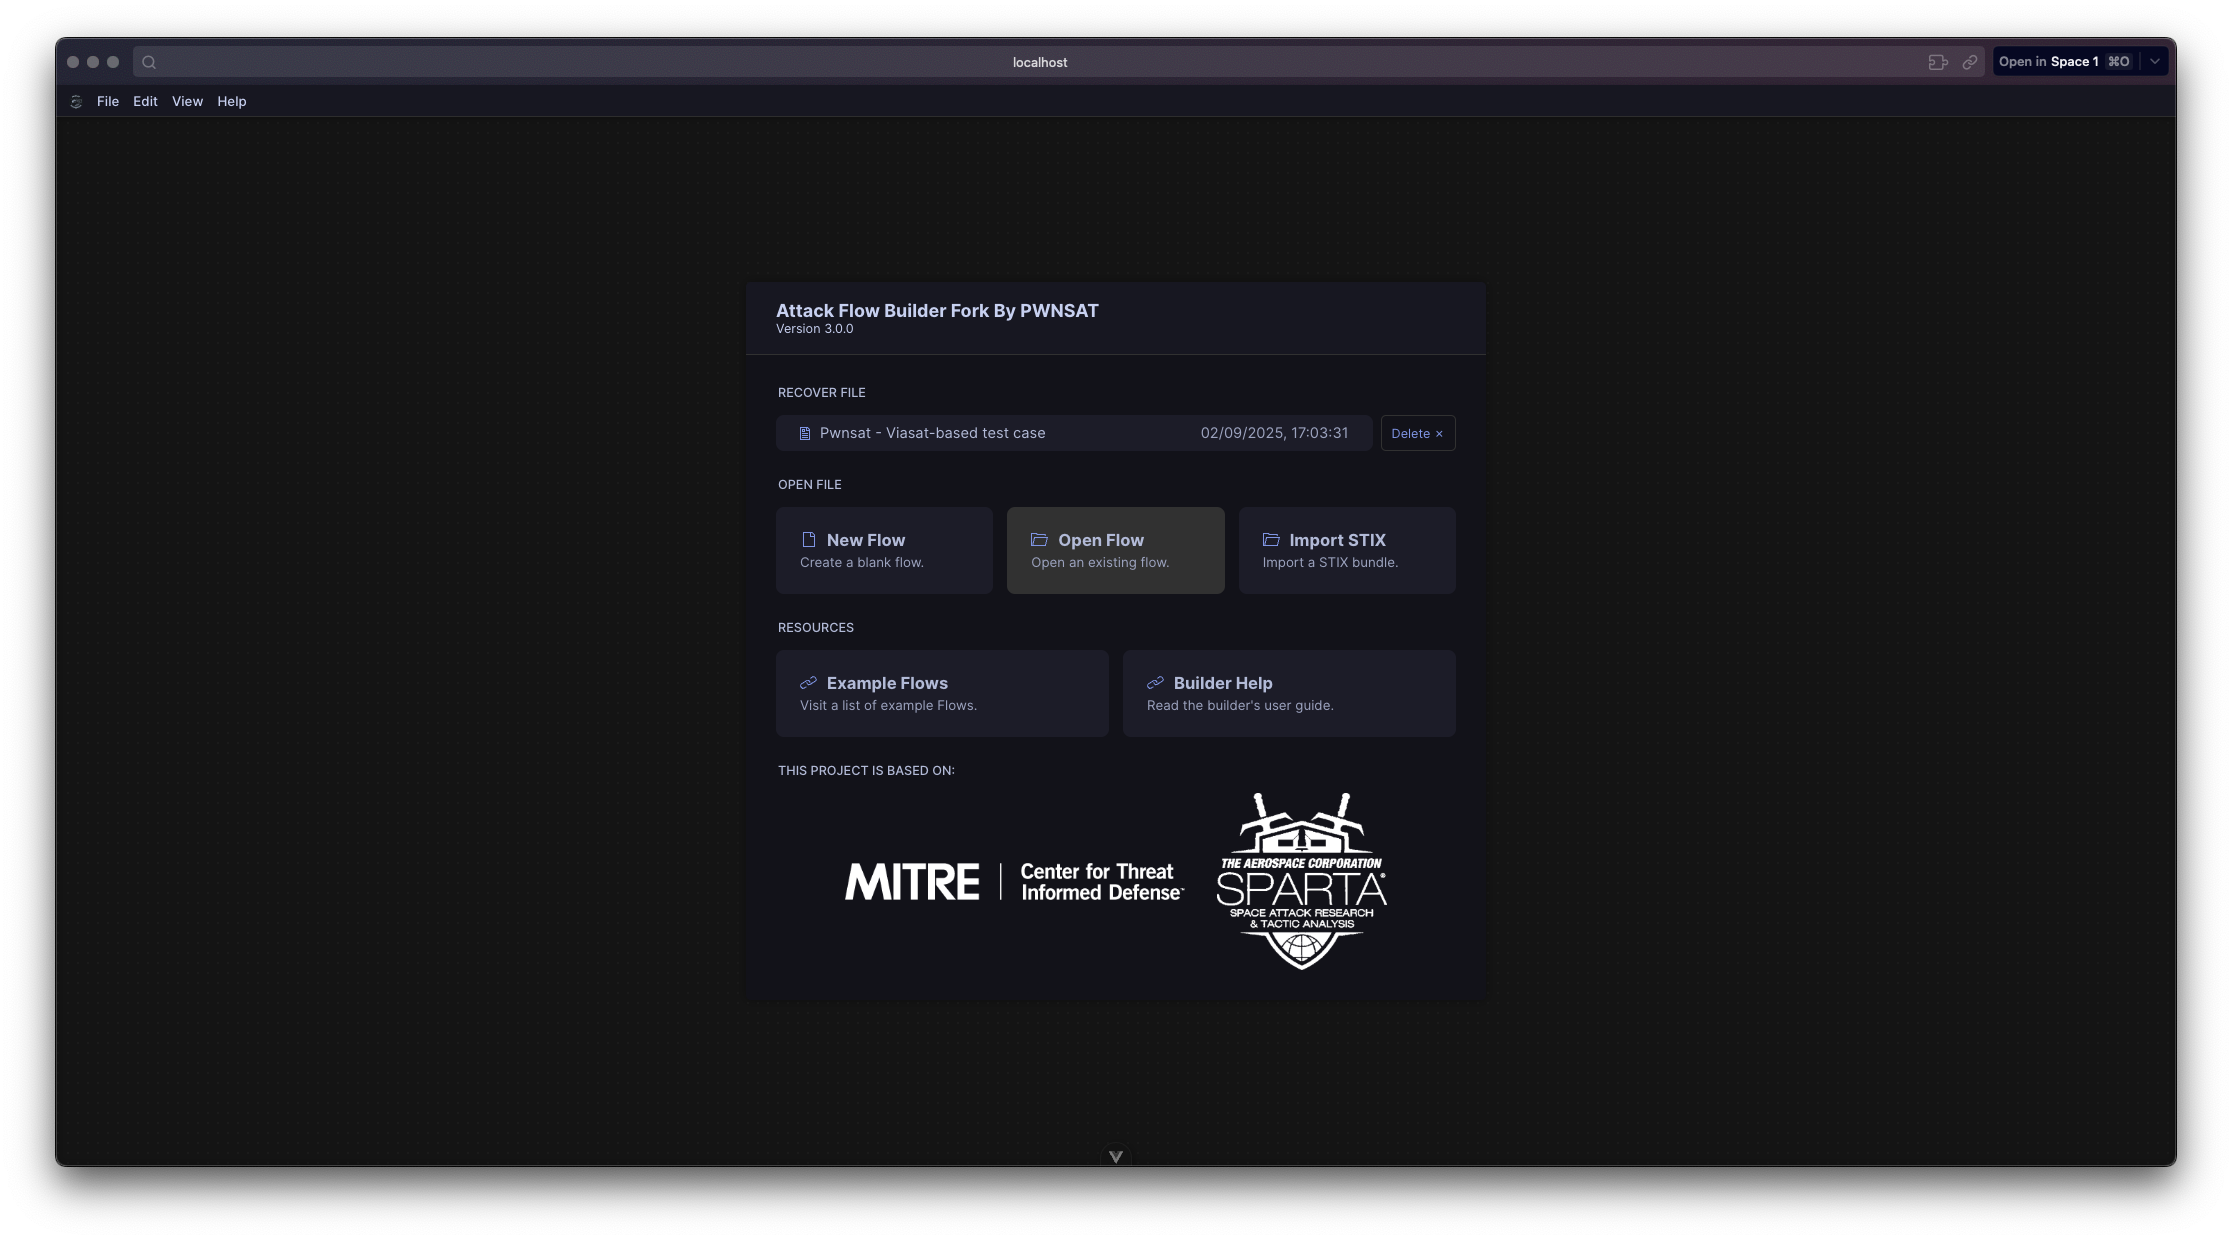 localhost
Open in Space 1 ⌘O
File Edit View Help
Attack Flow Builder Fork By PWNSAT
Version 3.0.0
RECOVER FILE
Pwnsat - Viasat-based test case 02/09/2025, 17:03:31 Delete ×
OPEN FILE
New Flow
Create a blank flow.
Open Flow
Open an existing flow.
Import STIX
Import a STIX bundle.
RESOURCES
Example Flows
Visit a list of example Flows.
Builder Help
Read the builder's user guide.
THIS PROJECT IS BASED ON:
MITRE
Center for Threat
Informed Defense™
THE AEROSPACE CORPORATION
SPARTA®
SPACE ATTACK RESEARCH
& TACTIC ANALYSIS